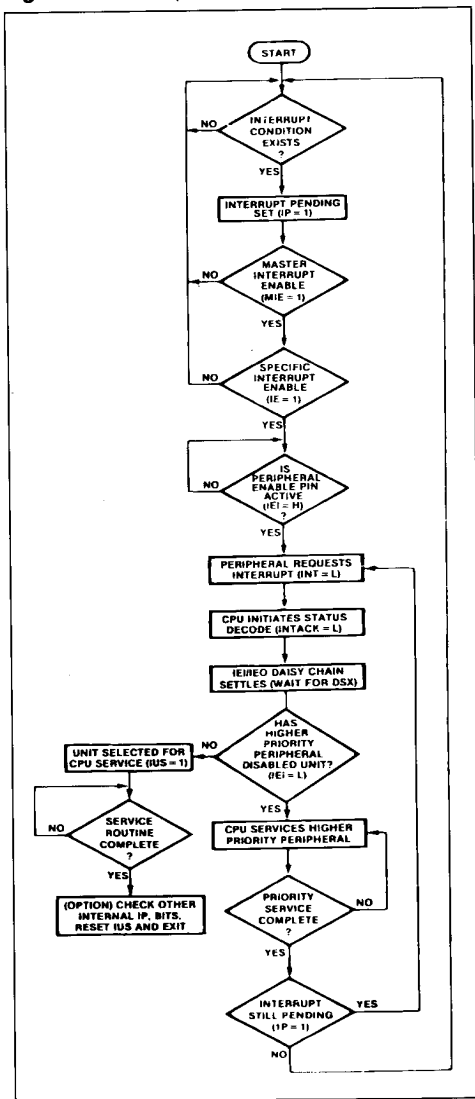 START
INTERRUPT
CONDITION
EXISTS
?
NO
YES
INTERRUPT PENDING
SET (IP = 1)
MASTER
INTERRUPT
ENABLE
(MIE = 1)
NO
YES
SPECIFIC
INTERRUPT
ENABLE
(IE = 1)
NO
YES
IS
PERIPHERAL
ENABLE PIN
ACTIVE
(IEI = H)
?
NO
YES
PERIPHERAL REQUESTS
INTERRUPT (INT = L)
CPU INITIATES STATUS
DECODE (INTACK = L)
IEI/IEO DAISY CHAIN
SETTLES (WAIT FOR DSX)
HAS
HIGHER
PRIORITY
PERIPHERAL
DISABLED UNIT?
(IEI = L)
NO
YES
UNIT SELECTED FOR
CPU SERVICE (IUS = 1)
SERVICE
ROUTINE
COMPLETE
?
NO
YES
(OPTION) CHECK OTHER
INTERNAL IP, BITS,
RESET IUS AND EXIT
CPU SERVICES HIGHER
PRIORITY PERIPHERAL
PRIORITY
SERVICE
COMPLETE
?
NO
YES
INTERRUPT
STILL PENDING
(IP = 1)
YES
NO